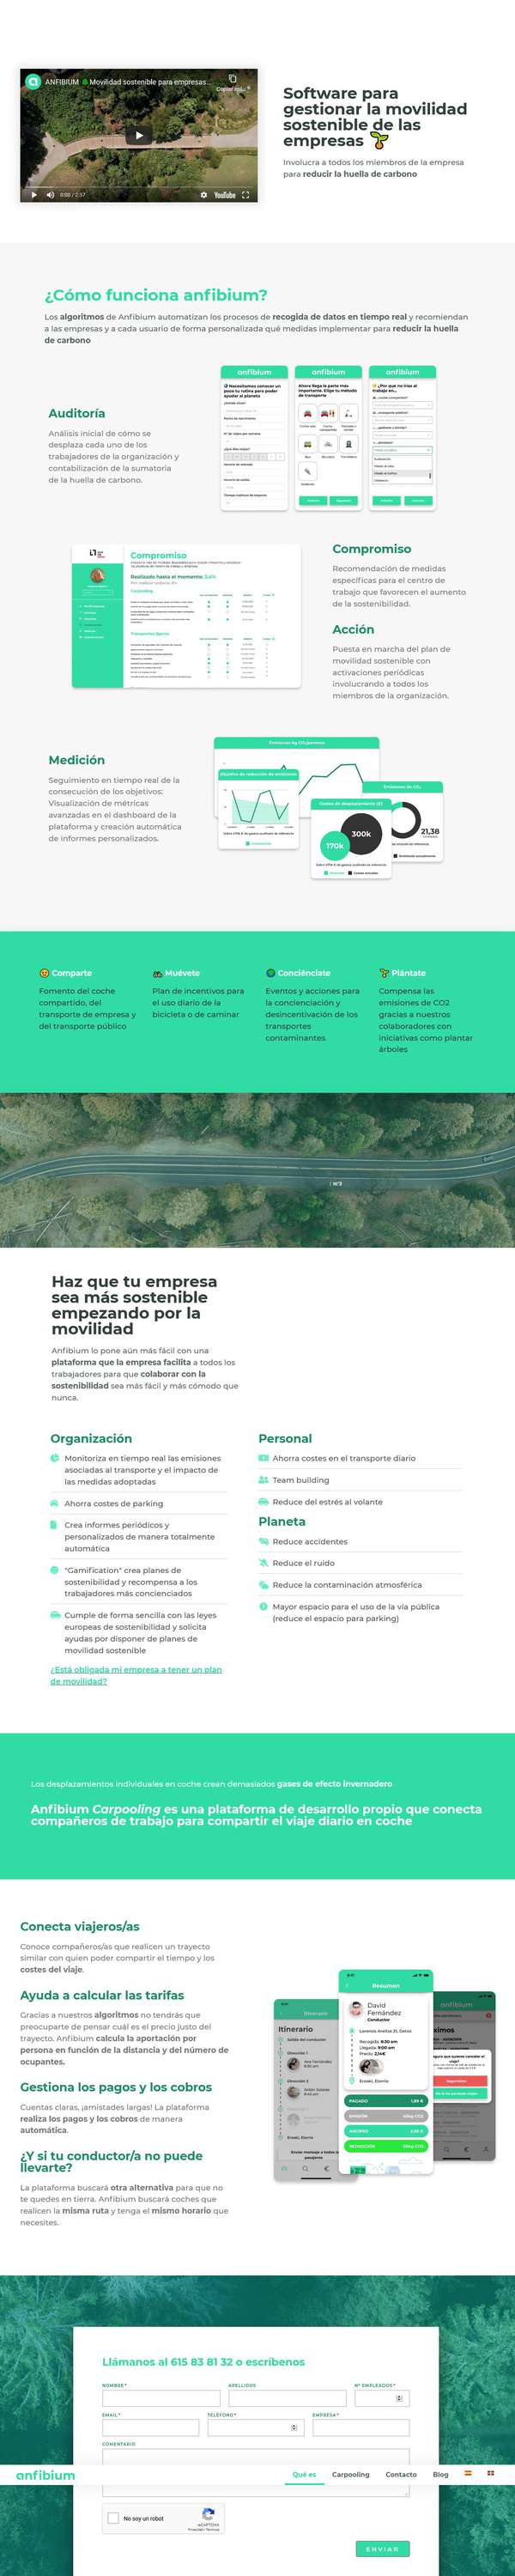 ANFIBIUM Movilidad sostenible para empresas...
0:00 / 2:37
YouTube
Software para
gestionar la movilidad
sostenible de las
empresas
Involucra a todos los miembros de la empresa
para reducir la huella de carbono
¿Cómo funciona anfibium?
Los algoritmos de Anfibium automatizan los procesos de recogida de datos en tiempo real y recomiendan
a las empresas y a cada usuario de forma personalizada qué medidas implementar para reducir la huella
de carbono
anfibium
anfibium
anfibium
Auditoría
Análisis inicial de cómo se
desplaza cada uno de los
trabajadores de la organización y
contabilización de la sumatoria
de la huella de carbono.
Compromiso
Realizado hasta el momento: 3,4%
Carpooling
Transportes ligeros
Compromiso
Recomendación de medidas
específicas para el centro de
trabajo que favorecen el aumento
de la sostenibilidad.
Acción
Puesta en marcha del plan de
movilidad sostenible con
activaciones periódicas
involucrando a todos los
miembros de la organización.
Medición
Seguimiento en tiempo real de la
consecución de los objetivos:
Visualización de métricas
avanzadas en el dashboard de la
plataforma y creación automática
de informes personalizados.
Objetivo de reducción de emisiones
Emisiones de CO₂
170k
300k
21,38
Comparte
Fomento del coche
compartido, del
transporte de empresa y
del transporte público
Muévete
Plan de incentivos para
el uso diario de la
bicicleta o de caminar
Conciénciate
Eventos y acciones para
la concienciación y
desincentivación de los
transportes
contaminantes
Plántate
Compensa las
emisiones de CO2
gracias a nuestros
colaboradores con
iniciativas como plantar
árboles
Haz que tu empresa
sea más sostenible
empezando por la
movilidad
Anfibium lo pone aún más fácil con una
plataforma que la empresa facilita a todos los
trabajadores para que colaborar con la
sostenibilidad sea más fácil y más cómodo que
nunca.
Organización
Monitoriza en tiempo real las emisiones
asociadas al transporte y el impacto de
las medidas adoptadas
Ahorra costes de parking
Crea informes periódicos y
personalizados de manera totalmente
automática
"Gamification" crea planes de
sostenibilidad y recompensa a los
trabajadores más concienciados
Cumple de forma sencilla con las leyes
europeas de sostenibilidad y solicita
ayudas por disponer de planes de
movilidad sostenible
¿Está obligada mi empresa a tener un plan
de movilidad?
Personal
Ahorra costes en el transporte diario
Team building
Reduce del estrés al volante
Planeta
Reduce accidentes
Reduce el ruido
Reduce la contaminación atmosférica
Mayor espacio para el uso de la vía pública
(reduce el espacio para parking)
Los desplazamientos individuales en coche crean demasiados gases de efecto invernadero
Anfibium Carpooling es una plataforma de desarrollo propio que conecta
compañeros de trabajo para compartir el viaje diario en coche
Conecta viajeros/as
Conoce compañeros/as que realicen un trayecto
similar con quien poder compartir el tiempo y los
costes del viaje.
Ayuda a calcular las tarifas
Gracias a nuestros algoritmos no tendrás que
preocuparte de pensar cuál es el precio justo del
trayecto. Anfibium calcula la aportación por
persona en función de la distancia y del número de
ocupantes.
Gestiona los pagos y los cobros
Cuentas claras, ¡amistades largas! La plataforma
realiza los pagos y los cobros de manera
automática.
¿Y si tu conductor/a no puede
llevarte?
La plataforma buscará otra alternativa para que no
te quedes en tierra. Anfibium buscará coches que
realicen la misma ruta y tenga el mismo horario que
necesites.
Itinerario
Itinerario
Resumen
David
Fernández
Conductor
anfibium
Llámanos al 615 83 81 32 o escríbenos
NOMBRE*
APELLIDOS
Nº EMPLEADOS*
EMAIL*
TELÉFONO*
EMPRESA*
COMENTARIO
anfibium
Qué es
Carpooling
Contacto
Blog
No soy un robot
reCAPTCHA
ENVIAR